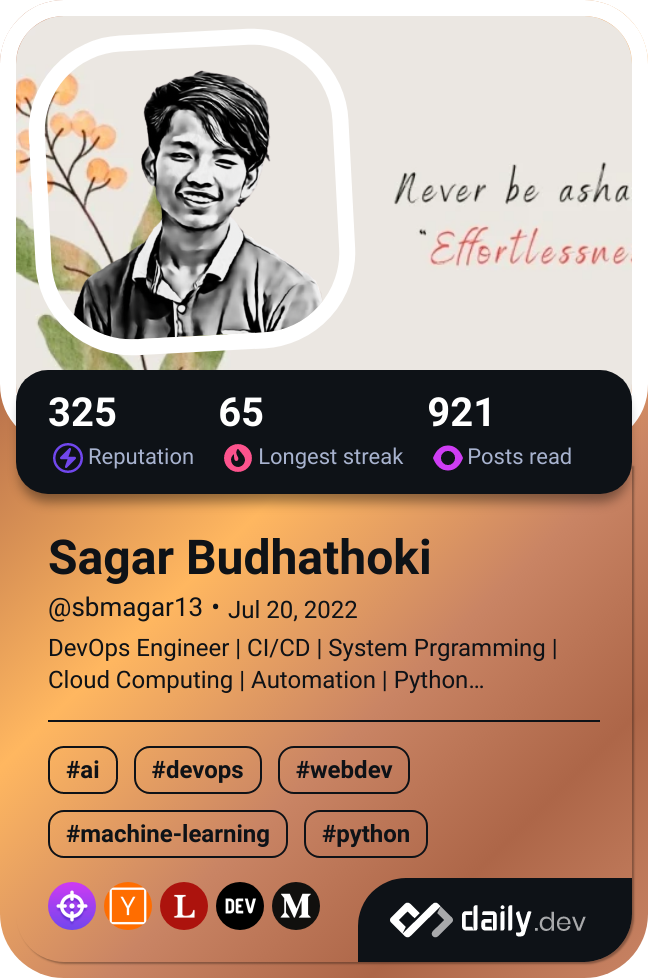 Never be asha
"Effortlessne
325
65
921
Reputation
Longest streak
Posts read
Sagar Budhathoki
@sbmagar13 • Jul 20, 2022
DevOps Engineer | CI/CD | System Prgramming |
Cloud Computing | Automation | Python…
#ai
#devops
#webdev
#machine-learning
#python
Y
L
DEV
M
daily.dev